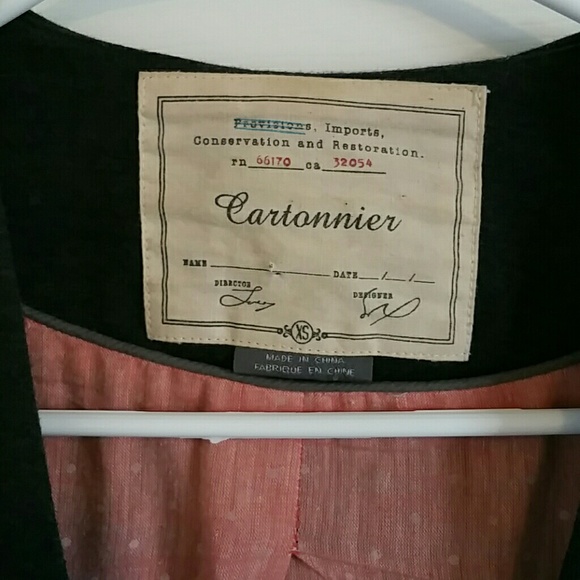 Provisions, Imports,
Conservation and Restoration.
rn 66170 ca 32054
Cartonnier
NAME DATE / /
DIRECTOR DESIGNER
XS
MADE IN CHINA
FABRIQUE EN CHINE